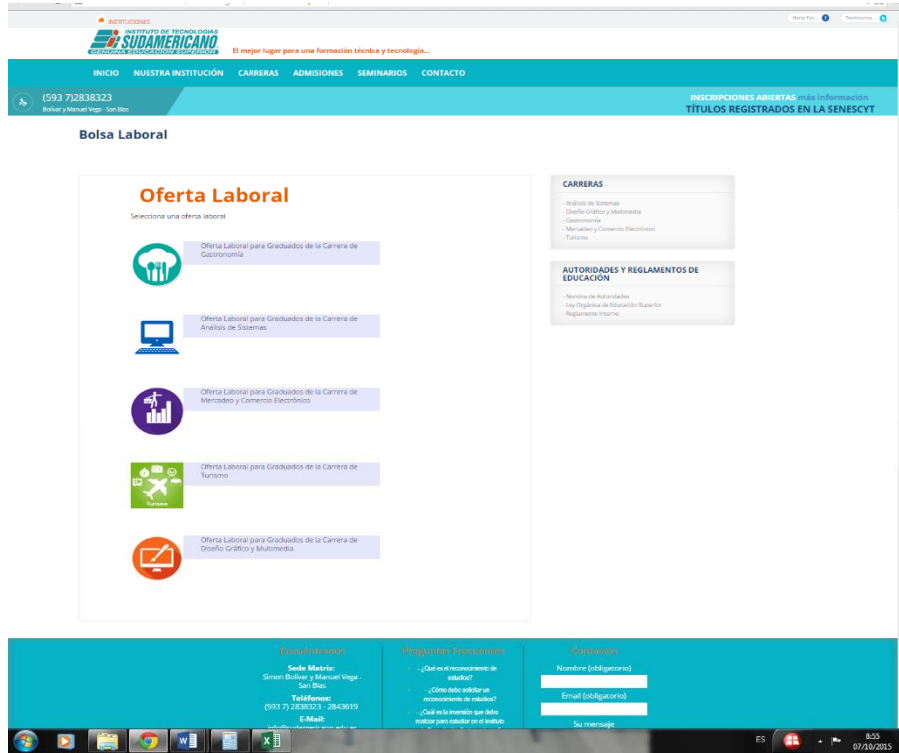 INSTITUCIONES
INSTITUTO DE TECNOLOGIAS
SUDAMERICANO
GENUINA EDUCACIÓN SUPERIOR
El mejor lugar para una formación técnica y tecnología...
INICIO NUESTRA INSTITUCIÓN CARRERAS ADMISIONES SEMINARIOS CONTACTO
(593 7)2838323
Bolívar y Manuel Vega - San Blas
INSCRIPCIONES ABIERTAS más información
TÍTULOS REGISTRADOS EN LA SENESCYT
Bolsa Laboral
Oferta Laboral
Selecciona una oferta laboral
Oferta Laboral para Graduados de la Carrera de
Gastronomía
Oferta Laboral para Graduados de la Carrera de
Análisis de Sistemas
Oferta Laboral para Graduados de la Carrera de
Mercadeo y Comercio Electrónico
Oferta Laboral para Graduados de la Carrera de
Turismo
Turismo
Oferta Laboral para Graduados de la Carrera de
Diseño Gráfico y Multimedia
CARRERAS
- Análisis de Sistemas
- Diseño Gráfico y Multimedia
- Gastronomía
- Mercadeo y Comercio Electrónico
- Turismo
AUTORIDADES Y REGLAMENTOS DE
EDUCACIÓN
- Nomina de Autoridades
- Ley Orgánica de Educación Superior
- Reglamento Interno
Encuéntranos
Sede Matriz:
Simon Bolívar y Manuel Vega -
San Blas
Teléfonos:
(593 7) 2838323 - 2843619
E-Mail:
Preguntas Frecuentes
- ¿Qué es el reconocimiento de
estudios?
- ¿Cómo debo solicitar un
reconocimiento de estudios?
- ¿Cuál es la inversión que debo
realizar para estudiar en el instituto
Contactos
Nombre (obligatorio)
Email (obligatorio)
Su mensaje
ES
8:55
07/10/2015